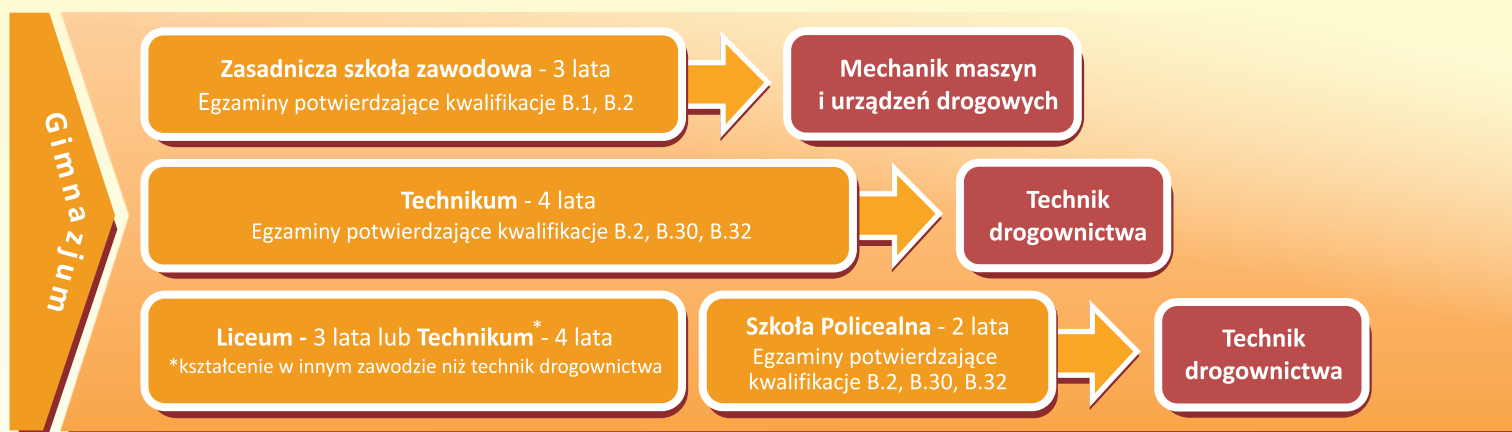 Gimnazjum
Zasadnicza szkoła zawodowa - 3 lata
Egzaminy potwierdzające kwalifikacje B.1, B.2
Mechanik maszyn
i urządzeń drogowych
Technikum - 4 lata
Egzaminy potwierdzające kwalifikacje B.2, B.30, B.32
Technik
drogownictwa
Liceum - 3 lata lub Technikum* - 4 lata
*kształcenie w innym zawodzie niż technik drogownictwa
Szkoła Policealna - 2 lata
Egzaminy potwierdzające
kwalifikacje B.2, B.30, B.32
Technik
drogownictwa